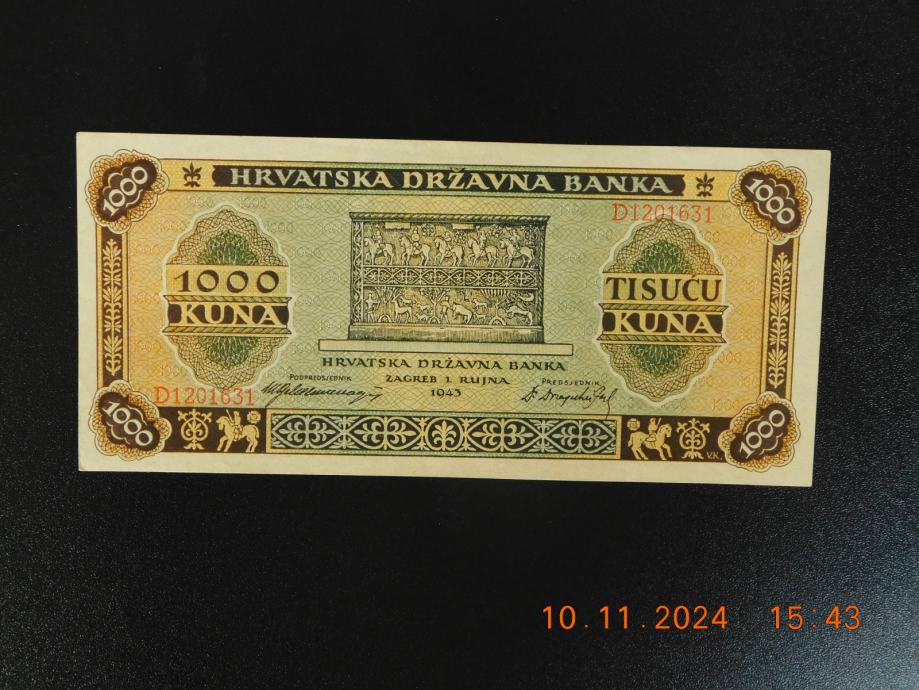 HRVATSKA DRŽAVNA BANKA
1000
1000
D1201631
1000
KUNA
TISUĆU
KUNA
HRVATSKA DRŽAVNA BANKA
PODPREDSJEDNIK
ZAGREB 1. RUJNA
PREDSJEDNIK
1943
D1201631
1000
1000
V.K.
10.11.2024 15:43